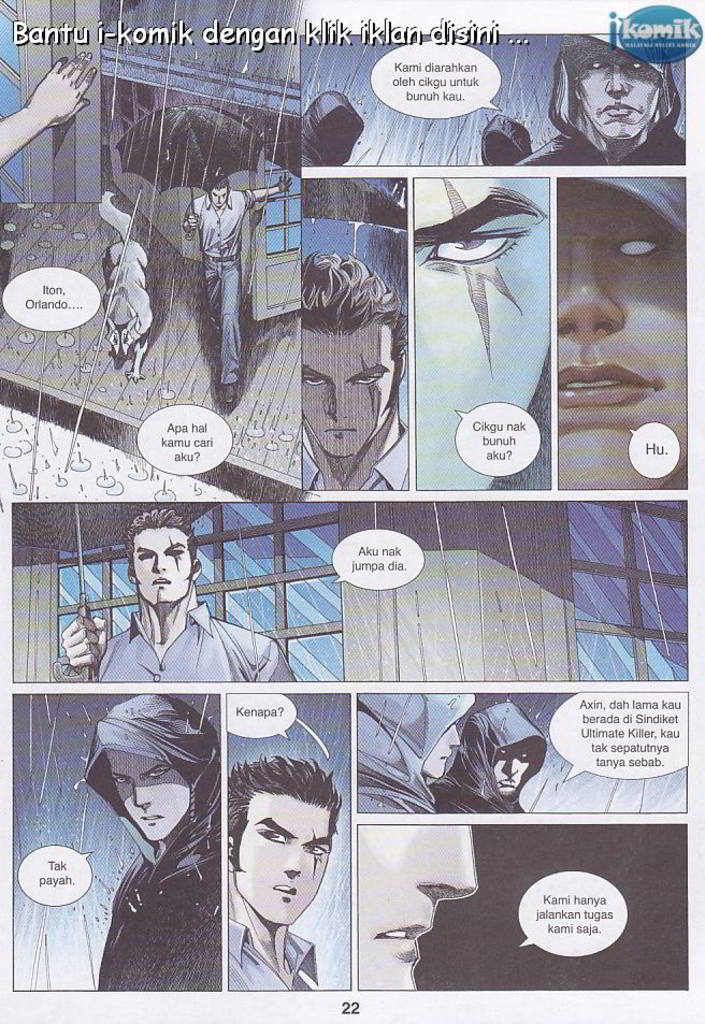 Bantu i-komik dengan klik iklan disini ...
ikomik
Iton,
Orlando....
Apa hal
kamu cari
aku?
Kami diarahkan
oleh cikgu untuk
bunuh kau.
Cikgu nak
bunuh
aku?
Hu.
Aku nak
jumpa dia.
Tak
payah.
Kenapa?
Axin, dah lama kau
berada di Sindiket
Ultimate Killer, kau
tak sepatutnya
tanya sebab.
Kami hanya
jalankan tugas
kami saja.
22